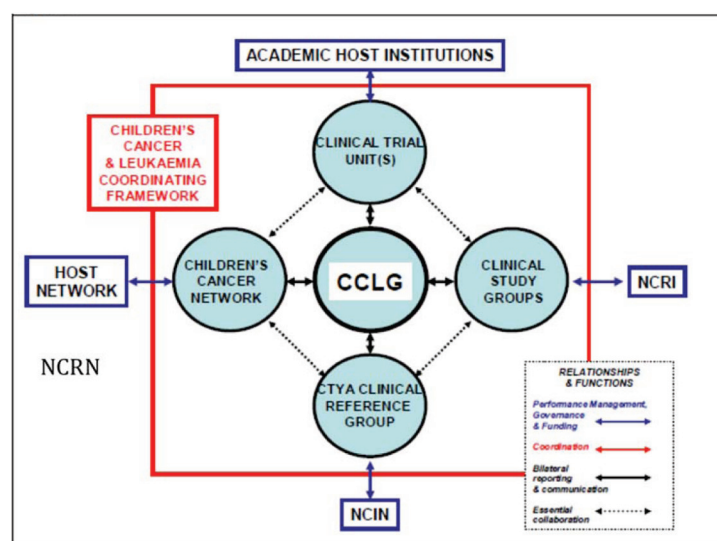 ACADEMIC HOST INSTITUTIONS
CHILDREN'S
CANCER
& LEUKAEMIA
COORDINATING
FRAMEWORK
CLINICAL TRIAL
UNIT(S)
HOST
NETWORK
CHILDREN'S
CANCER
NETWORK
CCLG
CLINICAL
STUDY
GROUPS
NCRI
NCRN
CTYA CLINICAL
REFERENCE
GROUP
NCIN
RELATIONSHIPS
& FUNCTIONS
Performance Management,
Governance
& Funding
Coordination
Bilateral
reporting
& communication
Essential
collaboration